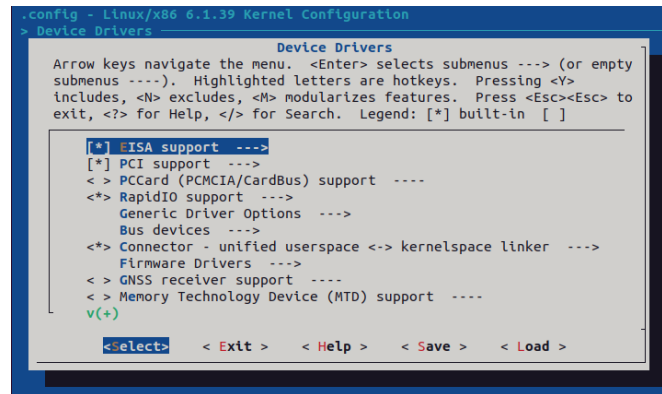 .config - Linux/x86 6.1.39 Kernel Configuration
> Device Drivers
Device Drivers
Arrow keys navigate the menu. <Enter> selects submenus ---> (or empty
submenus ----). Highlighted letters are hotkeys. Pressing <Y>
includes, <N> excludes, <M> modularizes features. Press <Esc><Esc> to
exit, <?> for Help, </> for Search. Legend: [*] built-in [ ]
[*] EISA support --->
[*] PCI support --->
< > PCCard (PCMCIA/CardBus) support ----
<*> RapidIO support --->
Generic Driver Options --->
Bus devices --->
<*> Connector - unified userspace <-> kernelspace linker --->
Firmware Drivers --->
< > GNSS receiver support ----
< > Memory Technology Device (MTD) support ----
v(+)
<Select> < Exit > < Help > < Save > < Load >